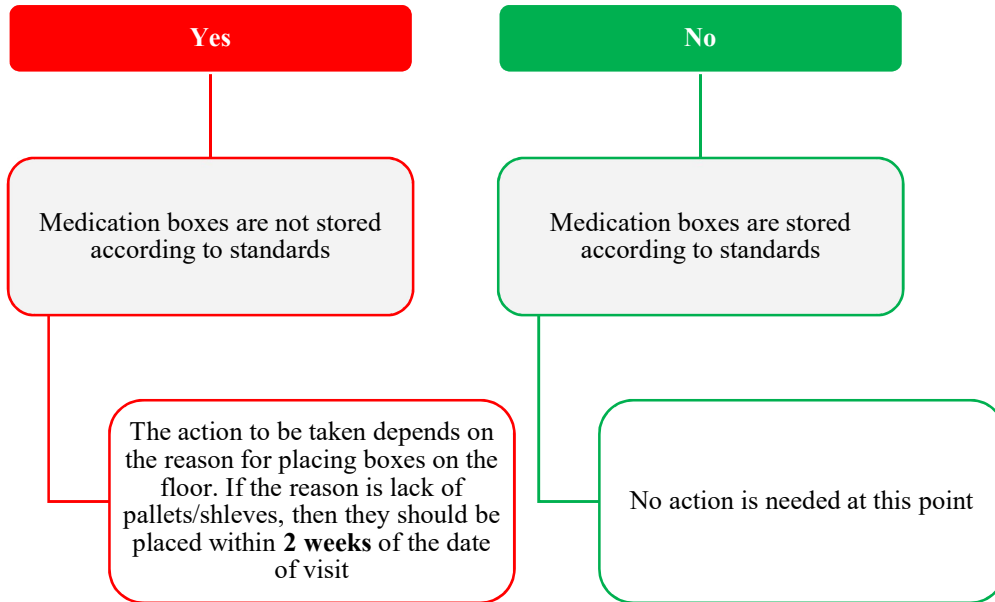 Yes
Medication boxes are not stored
according to standards
The action to be taken depends on
the reason for placing boxes on the
floor. If the reason is lack of
pallets/shleves, then they should be
placed within 2 weeks of the date
of visit
No
Medication boxes are stored
according to standards
No action is needed at this point